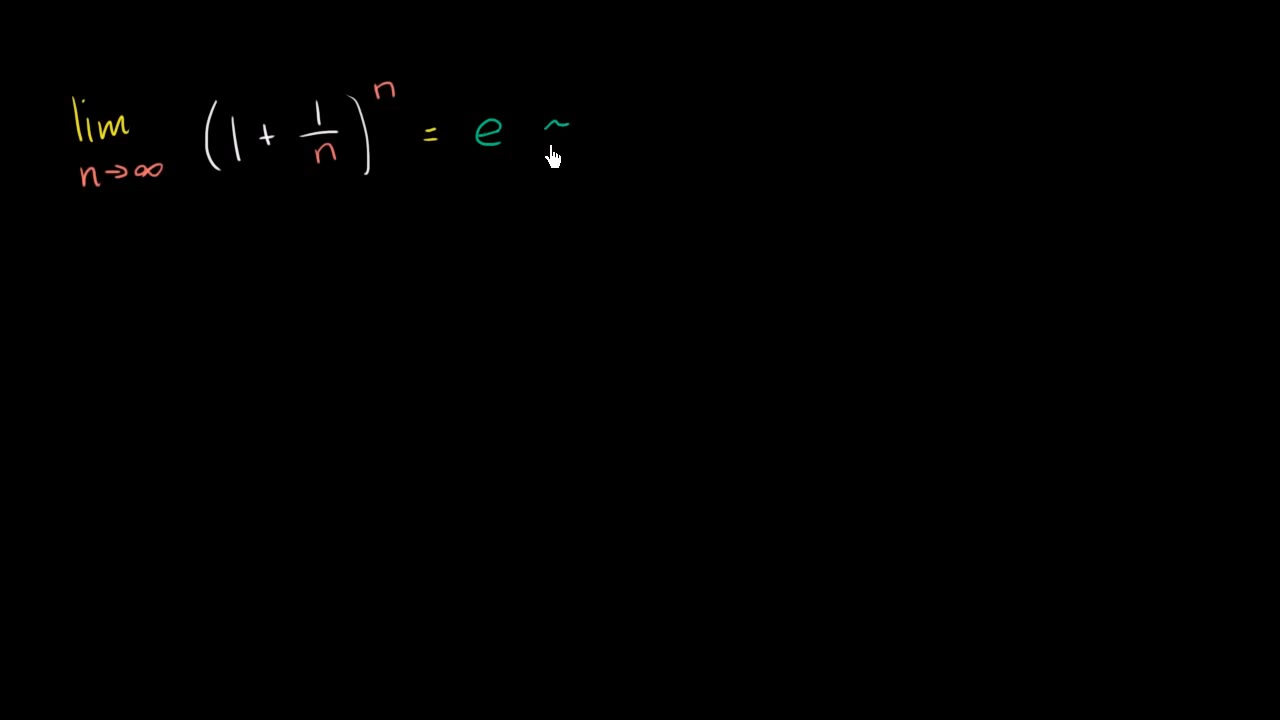 lim n→∞ (1 + 1/n)^n = e ~